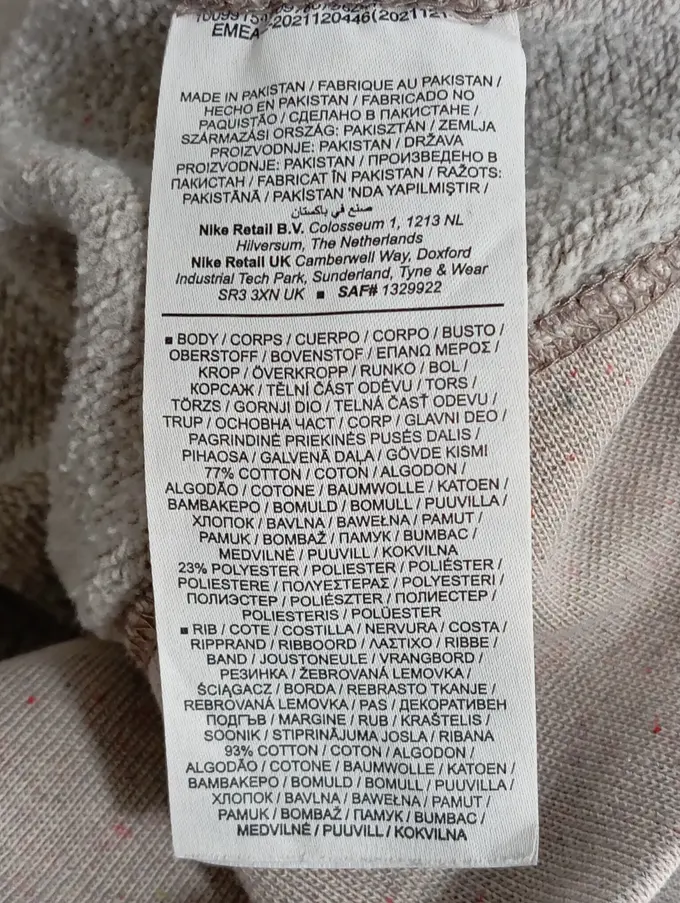 EMEA 2021120446(202112
MADE IN PAKISTAN / FABRIQUE AU PAKISTAN /
HECHO EN PAKISTAN / FABRICADO NO
PAQUISTÃO / СДЕЛАНО В ПАКИСТАНЕ /
SZÁRMAZÁSI ORSZÁG: PAKISZTÁN / ZEMLJA
PROIZVODNJE: PAKISTAN / DRŽAVA
PROIZVODNJE: PAKISTAN / ПРОИЗВЕДЕНО В
ПАКИСТАН / FABRICAT ÎN PAKISTAN / RAŽOTS:
PAKISTĀNĀ / PAKİSTAN 'NDA YAPILMIŞTIR /
صنع في باكستان
Nike Retail B.V. Colosseum 1, 1213 NL
Hilversum, The Netherlands
Nike Retail UK Camberwell Way, Doxford
Industrial Tech Park, Sunderland, Tyne & Wear
SR3 3XN UK ■ SAF# 1329922
■ BODY / CORPS / CUERPO / CORPO / BUSTO /
OBERSTOFF / BOVENSTOF / ΕΠΑΝΩ ΜΕΡΟΣ /
KROP / ÖVERKROPP / RUNKO / BOL /
КОРСАЖ / TĚLNÍ ČÁST ODĚVU / TORS /
TÖRZS / GORNJI DIO / TELNÁ ČASŤ ODEVU /
TRUP / ОСНОВНА ЧАСТ / CORP / GLAVNI DEO /
PAGRINDINĖ PRIEKINĖS PUSĖS DALIS /
PIHAOSA / GALVENĀ DAĻA / GÖVDE KISMI
77% COTTON / COTON / ALGODON /
ALGODÃO / COTONE / BAUMWOLLE / KATOEN /
ΒΑΜΒΑΚΕΡΟ / BOMULD / BOMULL / PUUVILLA /
ХЛОПОК / BAVLNA / BAWEŁNA / PAMUT /
PAMUK / BOMBAŽ / ПАМУК / BUMBAC /
MEDVILNĖ / PUUVILL / KOKVILNA
23% POLYESTER / POLIESTER / POLIÉSTER /
POLIESTERE / ΠΟΛΥΕΣΤΕΡΑΣ / POLYESTERI /
ПОЛИЭСТЕР / POLIÉSZTER / ПОЛИЕСТЕР /
POLIESTERIS / POLÜESTER
■ RIB / COTE / COSTILLA / NERVURA / COSTA /
RIPPRAND / RIBBOORD / ΛΑΣΤΙΧΟ / RIBBE /
BAND / JOUSTONEULE / VRANGBORD /
РЕЗИНКА / ŽEBROVANÁ LEMOVKA /
ŚCIĄGACZ / BORDA / REBRASTO TKANJE /
REBROVANÁ LEMOVKA / PAS / ДЕКОРАТИВЕН
ПОДГЪВ / MARGINE / RUB / KRAŠTELIS /
SOONIK / STIPRINĀJUMA JOSLA / RIBANA
93% COTTON / COTON / ALGODON /
ALGODÃO / COTONE / BAUMWOLLE / KATOEN /
ΒΑΜΒΑΚΕΡΟ / BOMULD / BOMULL / PUUVILLA /
ХЛОПОК / BAVLNA / BAWEŁNA / PAMUT /
PAMUK / BOMBAŽ / ПАМУК / BUMBAC /
MEDVILNĖ / PUUVILL / KOKVILNA